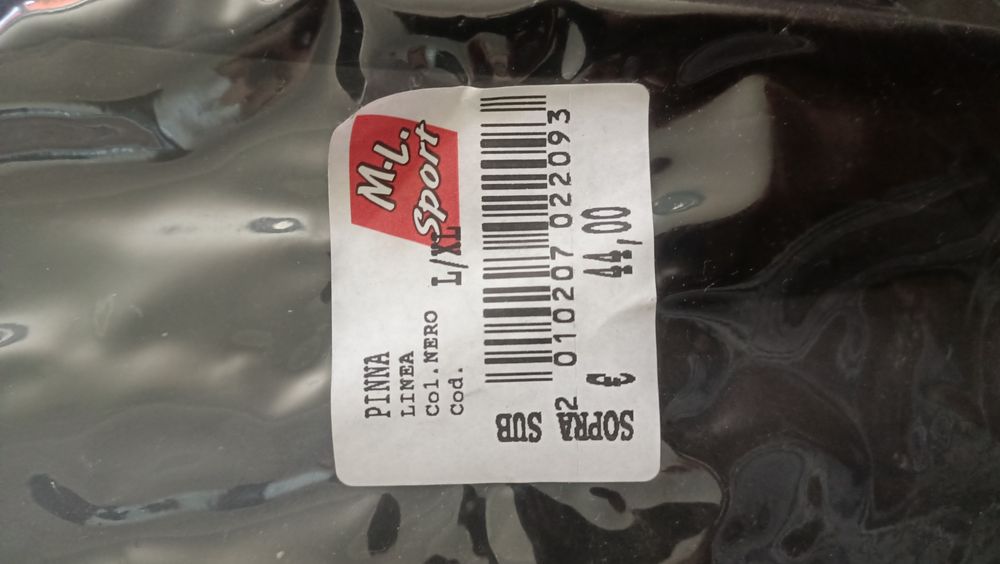 M.L.
Sport
PINNA
LINEA
Col.NERO
Cod.
L/XL
2 010207 022093
SUB
SOPRA
€ 44,00